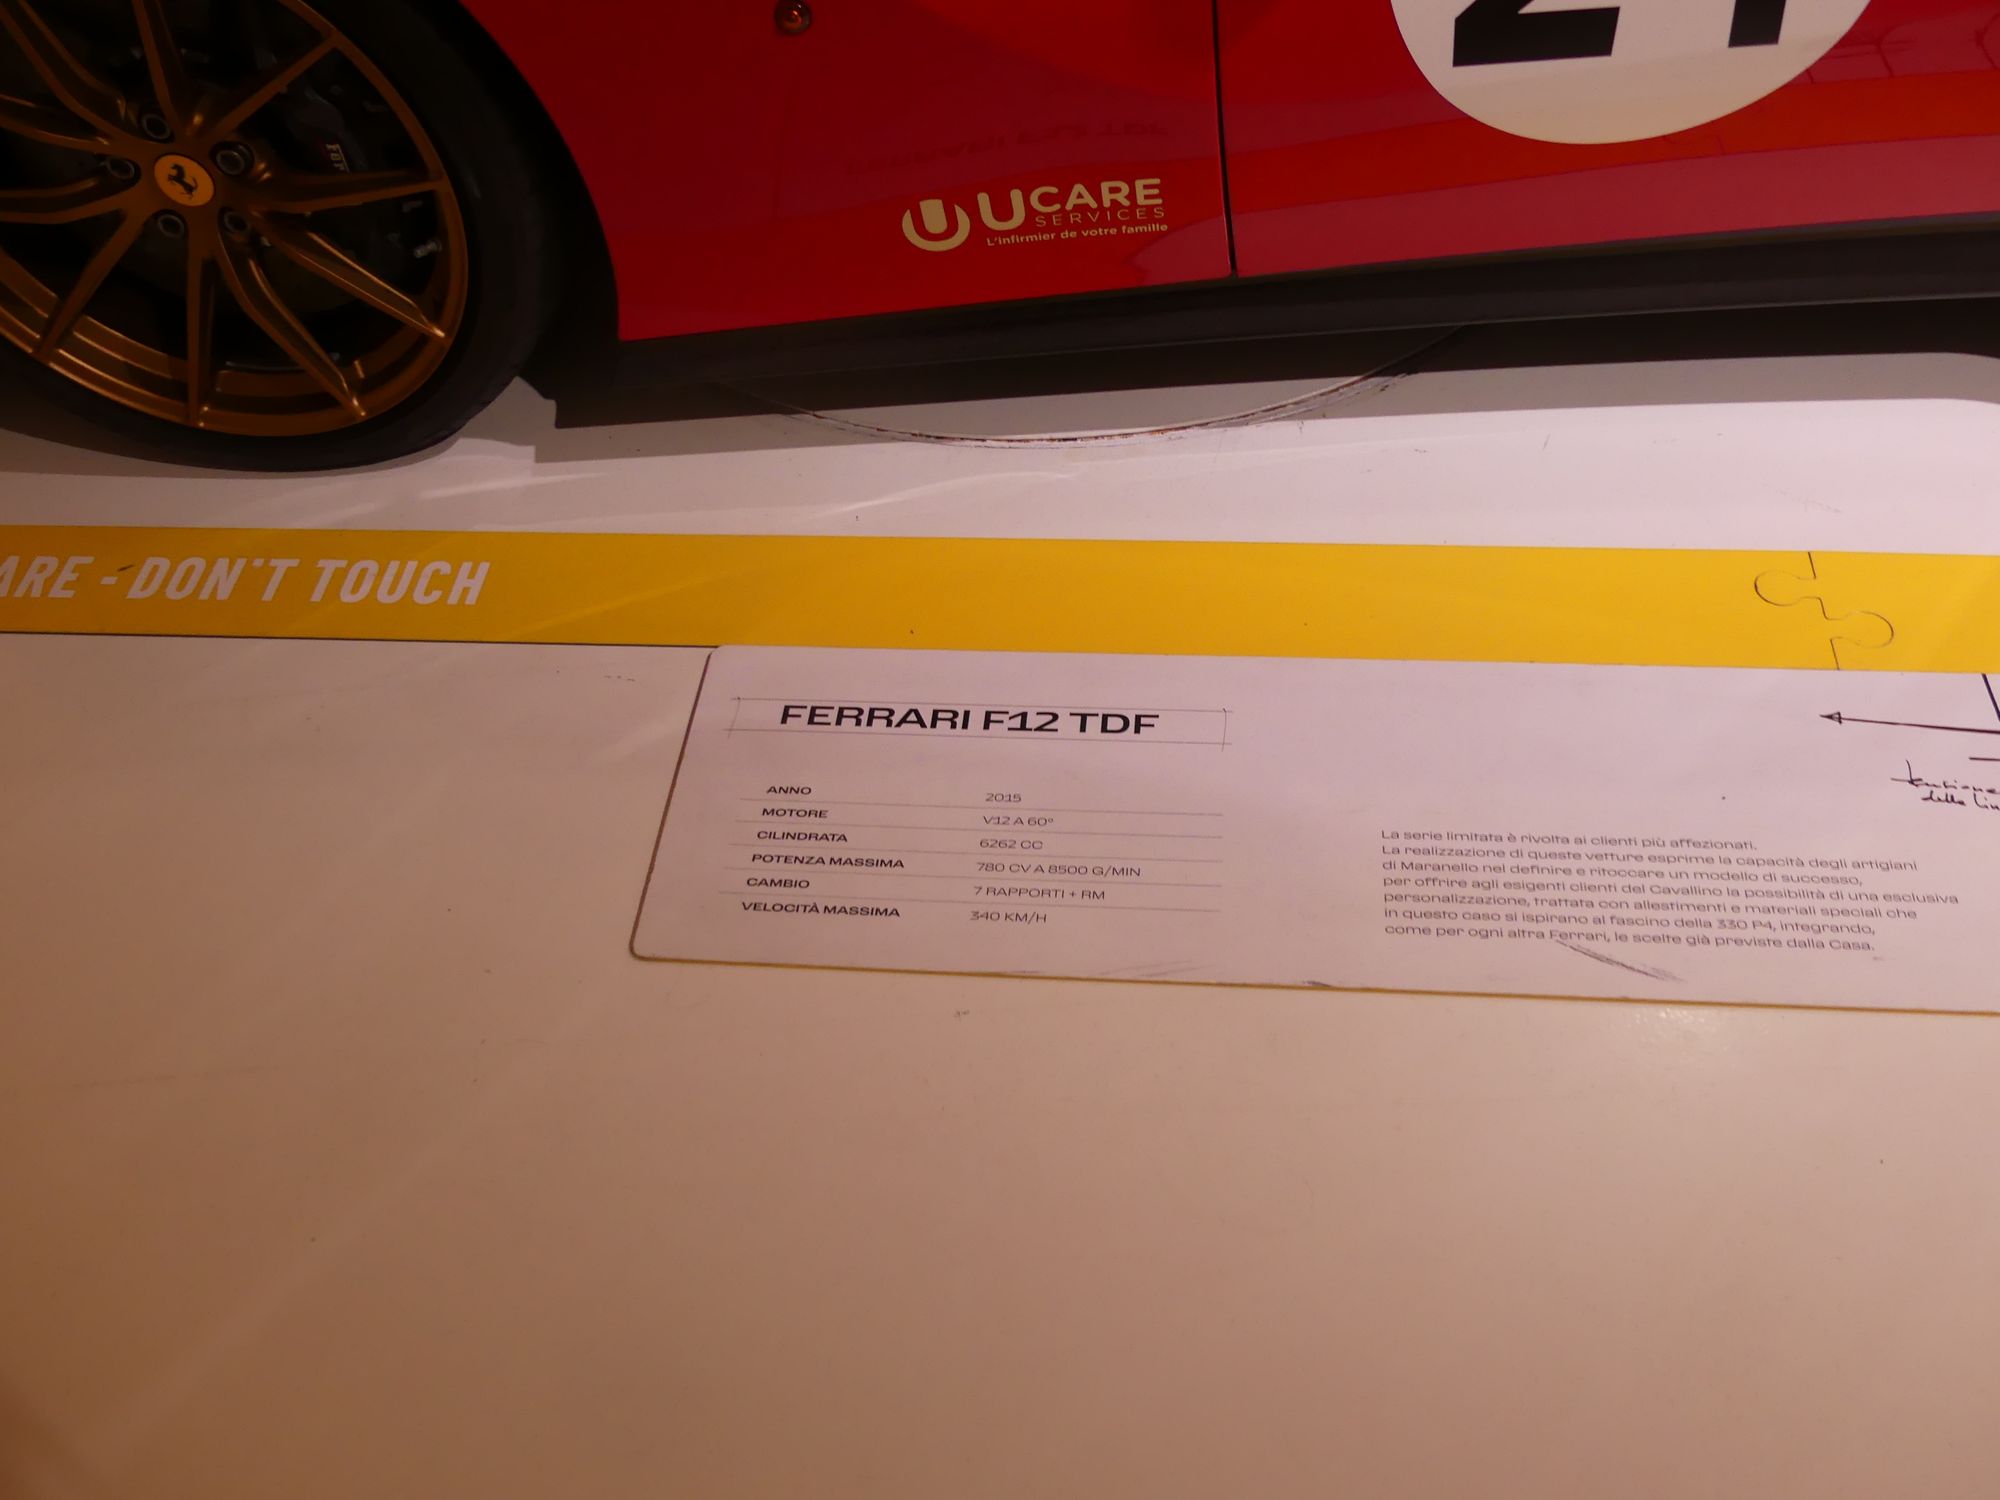 21
UCARE
SERVICES
L'infirmier de votre famille
ARE - DON'T TOUCH
FERRARI F12 TDF
ANNO 2015
MOTORE V12 A 60°
CILINDRATA 6262 CC
POTENZA MASSIMA 780 CV A 8500 G/MIN
CAMBIO 7 RAPPORTI + RM
VELOCITÀ MASSIMA 340 KM/H
La serie limitata è rivolta ai clienti più affezionati.
La realizzazione di queste vetture esprime la capacità degli artigiani
di Maranello nel definire e ritoccare un modello di successo,
per offrire agli esigenti clienti del Cavallino la possibilità di una esclusiva
personalizzazione, trattata con allestimenti e materiali speciali che
in questo caso si ispirano al fascino della 330 P4, integrando,
come per ogni altra Ferrari, le scelte già previste dalla Casa.
della